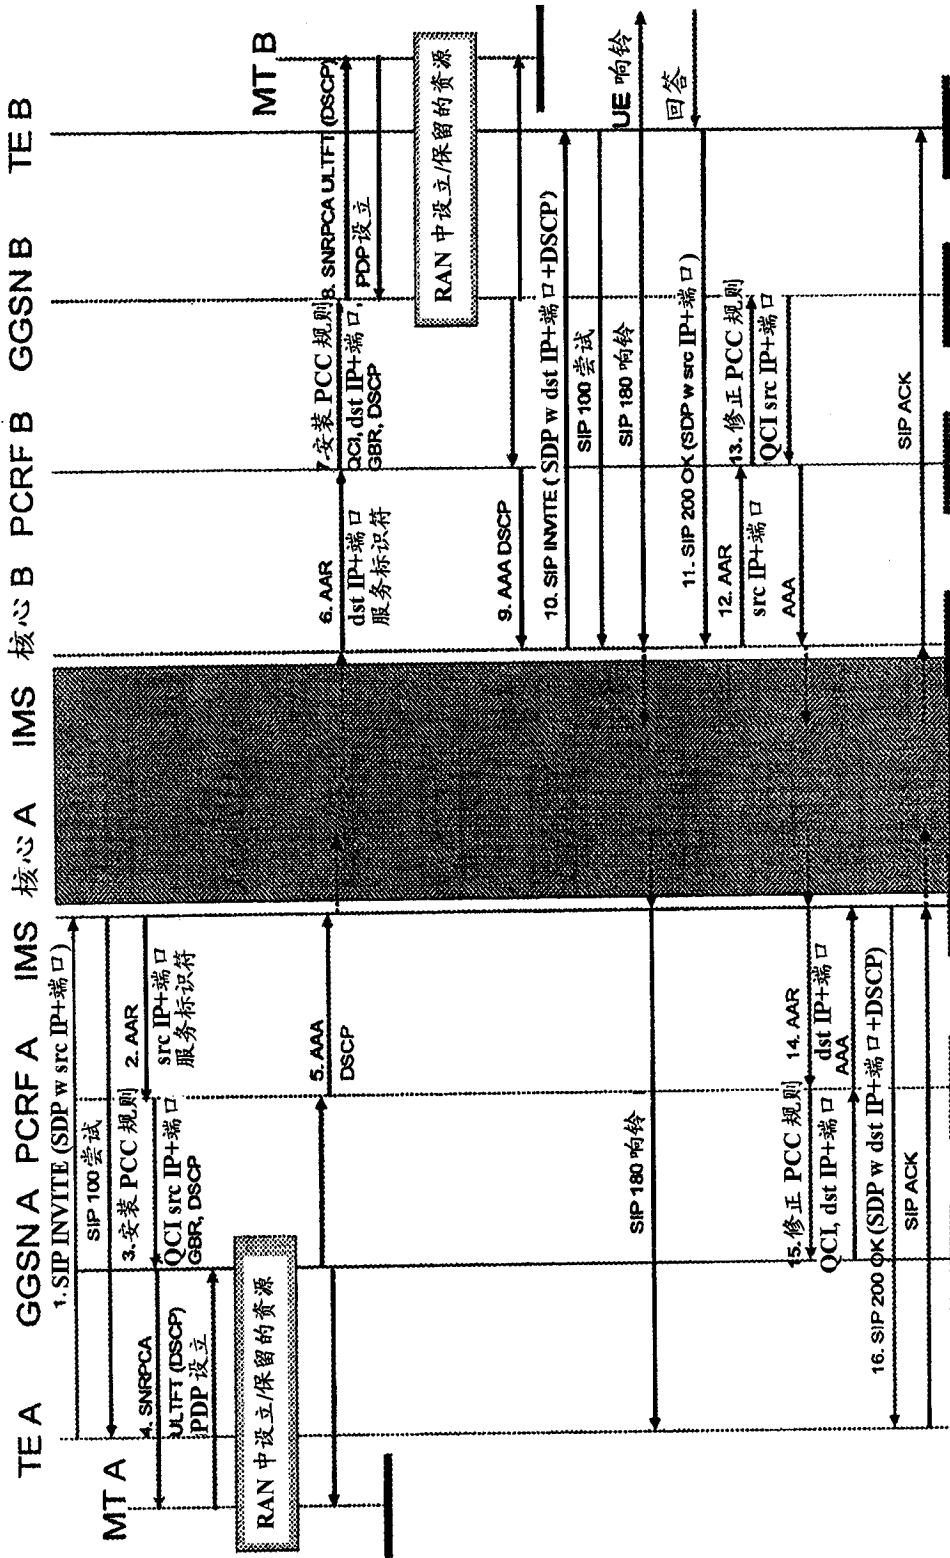 TE A
GGSN A
PCRF A
IMS 核心 A
IMS 核心 B
PCRF B
GGSN B
TE B
MT A
MT B
1. SIP INVITE (SDP w src IP+端口)
SIP 100尝试
2. AAR
src IP+端口
服务标识符
3.安装 PCC 规则
QCI src IP+端口
GBR, DSCP
4. SNRPCA
ULTFT (DSCP)
PDP 设立
RAN 中设立/保留的资源
5. AAA
DSCP
6. AAR
dst IP+端口
服务标识符
7.安装 PCC 规则
QCI, dst IP+端口,
GBR, DSCP
8. SNRPCA ULTFT (DSCP)
PDP 设立
RAN 中设立/保留的资源
9. AAA DSCP
10. SIP INVITE ( SDP w dst IP+端口+DSCP)
SIP 100 尝试
SIP 180 响铃
UE 响铃
回答
SIP 180 响铃
11. SIP 200 OK (SDP w src IP+端口)
12. AAR
src IP+端口
13. 修正 PCC 规则
QCI src IP+端口
AAA
14. AAR
dst IP+端口
AAA
15.修正 PCC 规则
QCI, dst IP+端口
16. SIP 200 OK (SDP w dst IP+端口+DSCP)
SIP ACK
SIP ACK